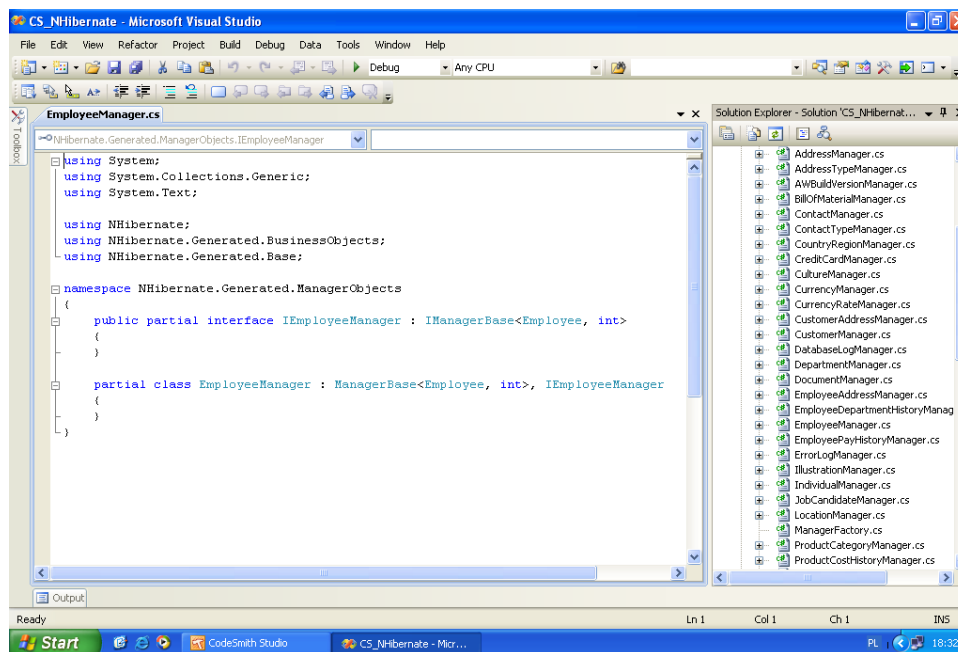 CS_NHibernate - Microsoft Visual Studio
File Edit View Refactor Project Build Debug Data Tools Window Help
Debug Any CPU
EmployeeManager.cs
Toolbox
NHibernate.Generated.ManagerObjects.IEmployeeManager
using System;
using System.Collections.Generic;
using System.Text;
using NHibernate;
using NHibernate.Generated.BusinessObjects;
using NHibernate.Generated.Base;
namespace NHibernate.Generated.ManagerObjects
{
public partial interface IEmployeeManager : IManagerBase<Employee, int>
{
}
partial class EmployeeManager : ManagerBase<Employee, int>, IEmployeeManager
{
}
}
Solution Explorer - Solution 'CS_NHibernat...
AddressManager.cs
AddressTypeManager.cs
AWBuildVersionManager.cs
BillOfMaterialManager.cs
ContactManager.cs
ContactTypeManager.cs
CountryRegionManager.cs
CreditCardManager.cs
CultureManager.cs
CurrencyManager.cs
CurrencyRateManager.cs
CustomerAddressManager.cs
CustomerManager.cs
DatabaseLogManager.cs
DepartmentManager.cs
DocumentManager.cs
EmployeeAddressManager.cs
EmployeeDepartmentHistoryManag
EmployeeManager.cs
EmployeePayHistoryManager.cs
ErrorLogManager.cs
IllustrationManager.cs
IndividualManager.cs
JobCandidateManager.cs
LocationManager.cs
ManagerFactory.cs
ProductCategoryManager.cs
ProductCostHistoryManager.cs
Output
Ready Ln 1 Col 1 Ch 1 INS
Start CodeSmith Studio CS_NHibernate - Micr... PL 18:32